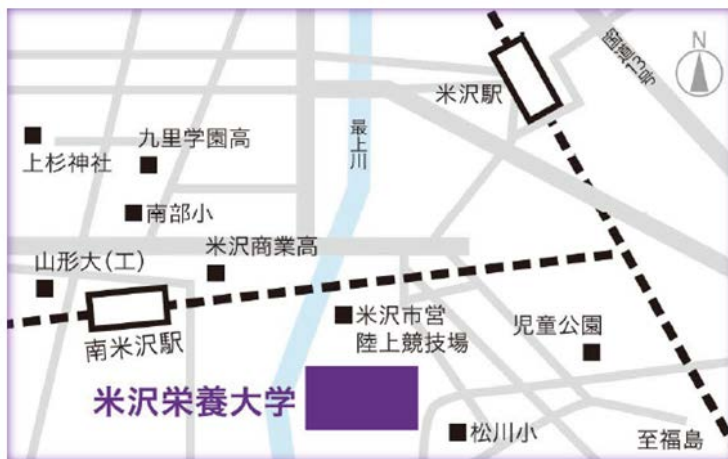 N
国道13号
米沢駅
最上川
九里学園高
上杉神社
南部小
米沢商業高
山形大(工)
米沢市営
陸上競技場
児童公園
南米沢駅
米沢栄養大学
松川小
至福島